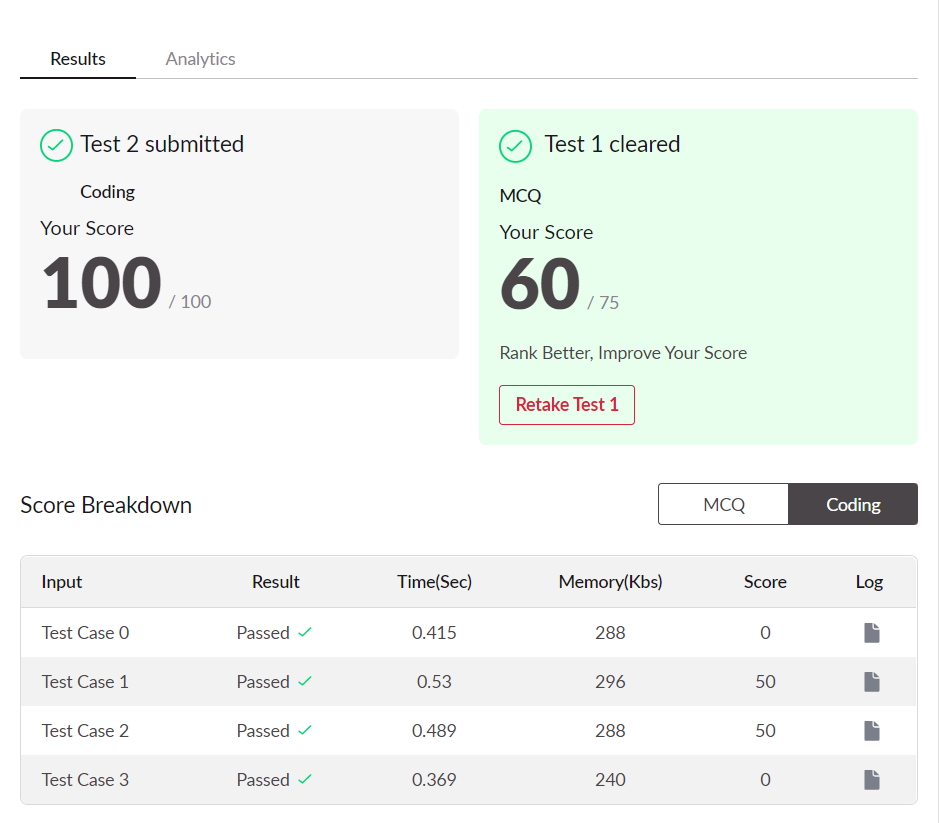 Results Analytics
Test 2 submitted
Coding
Your Score
100 / 100
Test 1 cleared
MCQ
Your Score
60 / 75
Rank Better, Improve Your Score
Retake Test 1
Score Breakdown
MCQ Coding
Input Result Time(Sec) Memory(Kbs) Score Log
Test Case 0 Passed 0.415 288 0
Test Case 1 Passed 0.53 296 50
Test Case 2 Passed 0.489 288 50
Test Case 3 Passed 0.369 240 0